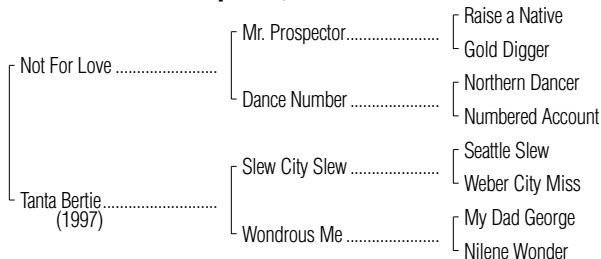 Raise a Native
Mr. Prospector.....................
Gold Digger
Not For Love ........................
Northern Dancer
Dance Number .....................
Numbered Account
Seattle Slew
Slew City Slew .....................
Weber City Miss
Tanta Bertie...........................
(1997)
My Dad George
Wondrous Me ......................
Nilene Wonder